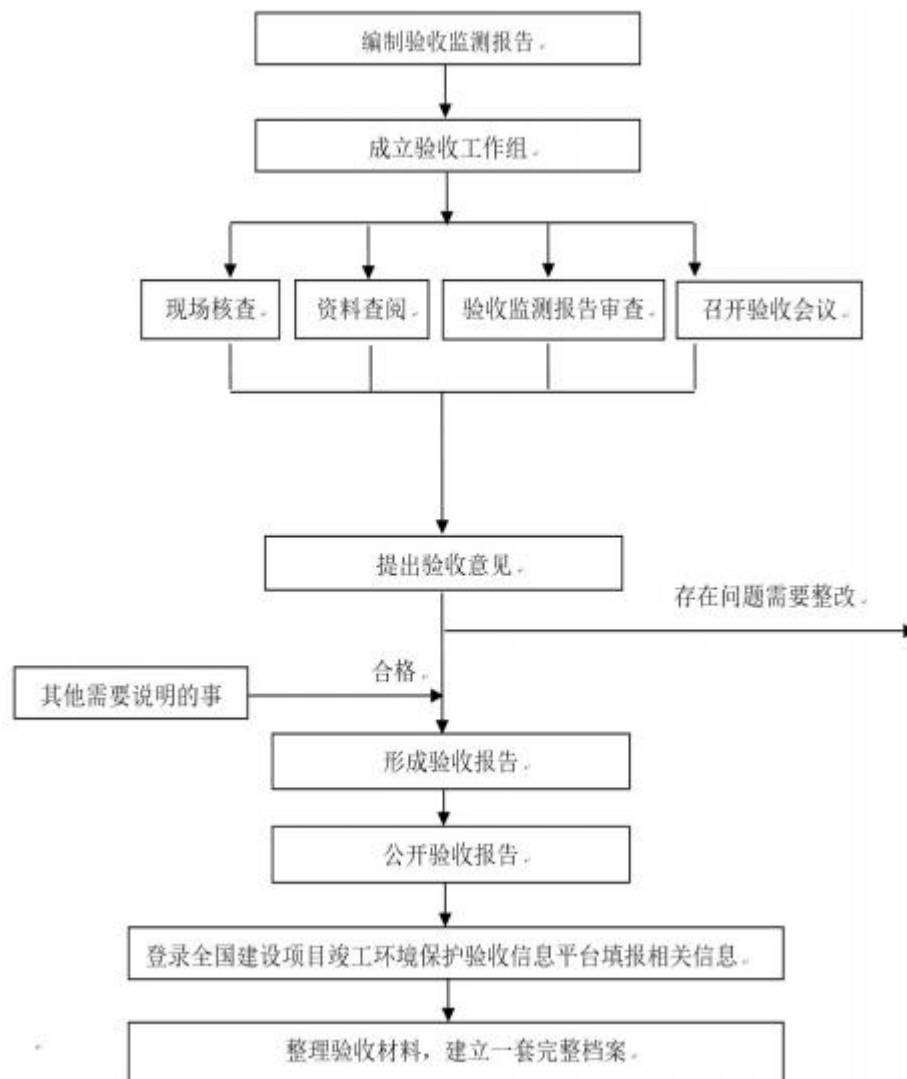 编制验收监测报告
成立验收工作组
现场核查
资料查阅
验收监测报告审查
召开验收会议
提出验收意见
存在问题需要整改
合格
其他需要说明的事
形成验收报告
公开验收报告
登录全国建设项目竣工环境保护验收信息平台填报相关信息
整理验收材料，建立一套完整档案